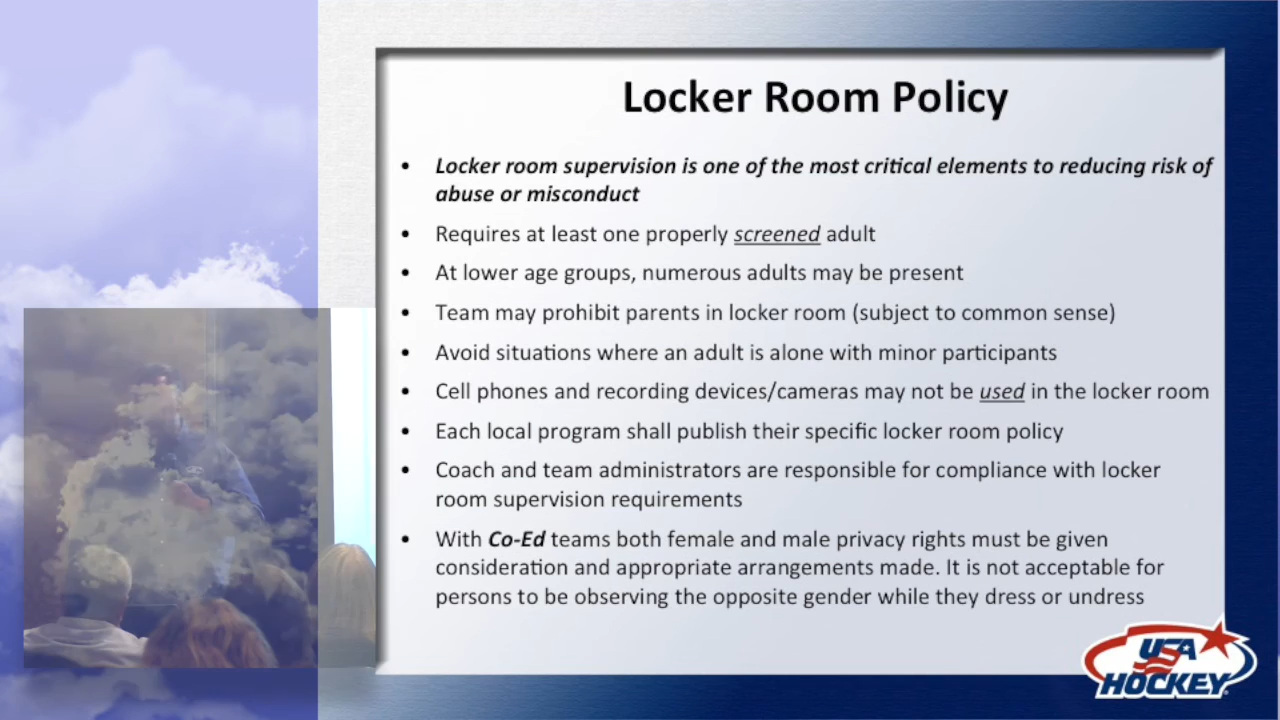 Locker Room Policy
• Locker room supervision is one of the most critical elements to reducing risk of
abuse or misconduct
• Requires at least one properly screened adult
• At lower age groups, numerous adults may be present
• Team may prohibit parents in locker room (subject to common sense)
• Avoid situations where an adult is alone with minor participants
• Cell phones and recording devices/cameras may not be used in the locker room
• Each local program shall publish their specific locker room policy
• Coach and team administrators are responsible for compliance with locker
room supervision requirements
• With Co-Ed teams both female and male privacy rights must be given
consideration and appropriate arrangements made. It is not acceptable for
persons to be observing the opposite gender while they dress or undress
USA
HOCKEY